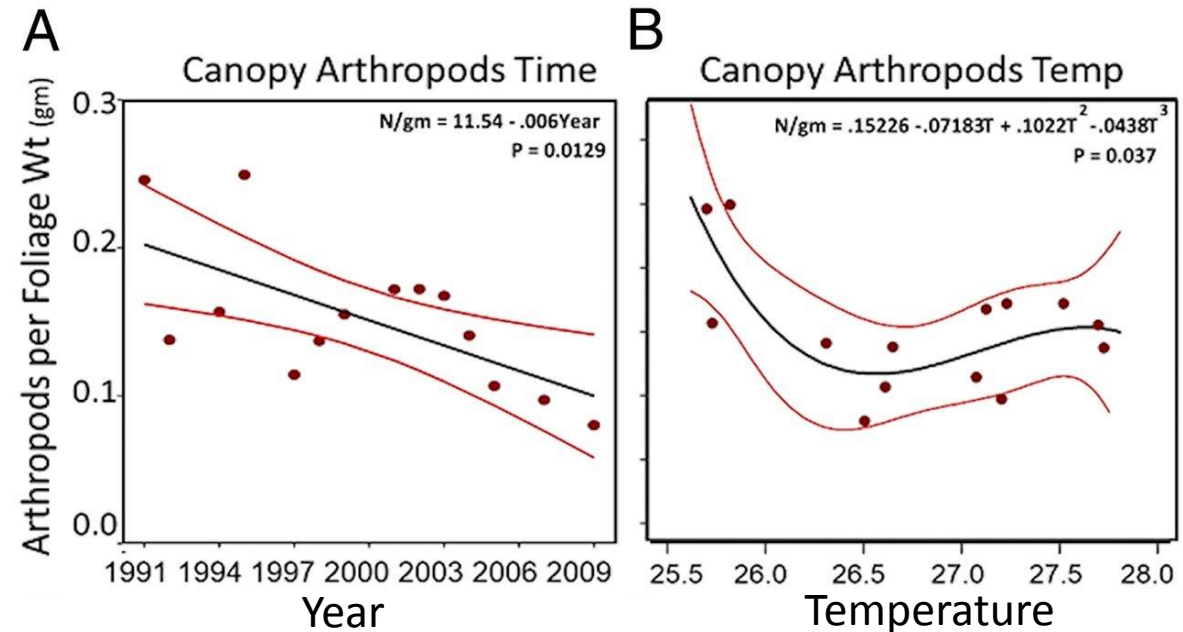 A
B
Canopy Arthropods Time
Canopy Arthropods Temp
Arthropods per Foliage Wt (gm)
0.3
0.2
0.1
0.0
N/gm = 11.54 - .006Year
P = 0.0129
N/gm = .15226 -.07183T + .1022T² -.0438T³
P = 0.037
1991 1994 1997 2000 2003 2006 2009
25.5 26.0 26.5 27.0 27.5 28.0
Year
Temperature